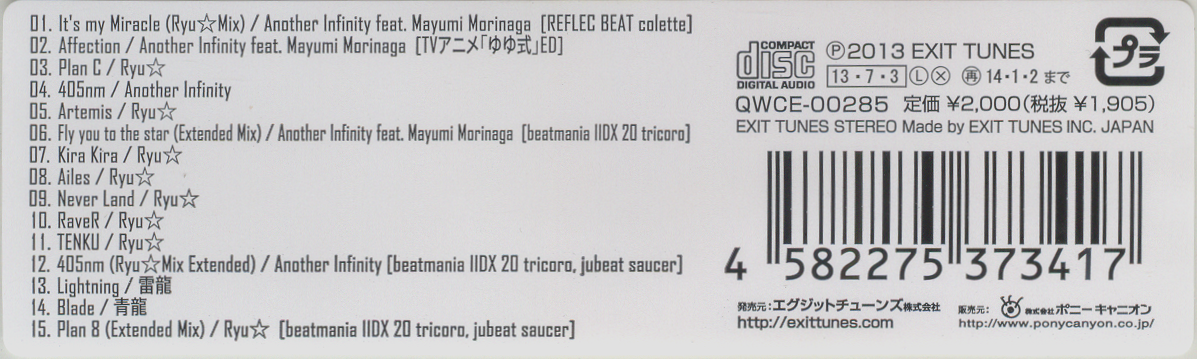 01. It's my Miracle (Ryu☆Mix) / Another Infinity feat. Mayumi Morinaga [REFLEC BEAT colette]
02. Affection / Another Infinity feat. Mayumi Morinaga [TVアニメ「ゆゆ式」ED]
03. Plan C / Ryu☆
04. 405nm / Another Infinity
05. Artemis / Ryu☆
06. Fly you to the star (Extended Mix) / Another Infinity feat. Mayumi Morinaga [beatmania IIDX 20 tricoro]
07. Kira Kira / Ryu☆
08. Ailes / Ryu☆
09. Never Land / Ryu☆
10. RaveR / Ryu☆
11. TENKU / Ryu☆
12. 405nm (Ryu☆Mix Extended) / Another Infinity [beatmania IIDX 20 tricoro, jubeat saucer]
13. Lightning / 雷龍
14. Blade / 青龍
15. Plan 8 (Extended Mix) / Ryu☆ [beatmania IIDX 20 tricoro, jubeat saucer]
COMPACT
disc
DIGITAL AUDIO
Ⓟ2013 EXIT TUNES
13・7・3 Ⓛ Ⓧ 再 14・1・2 まで
プラ
QWCE-00285 定価 ¥2,000(税抜 ¥1,905)
EXIT TUNES STEREO Made by EXIT TUNES INC. JAPAN
4 582275 373417
発売元:エグジットチューンズ株式会社
http://exittunes.com
販売元: 株式会社ポニーキャニオン
http://www.ponycanyon.co.jp/